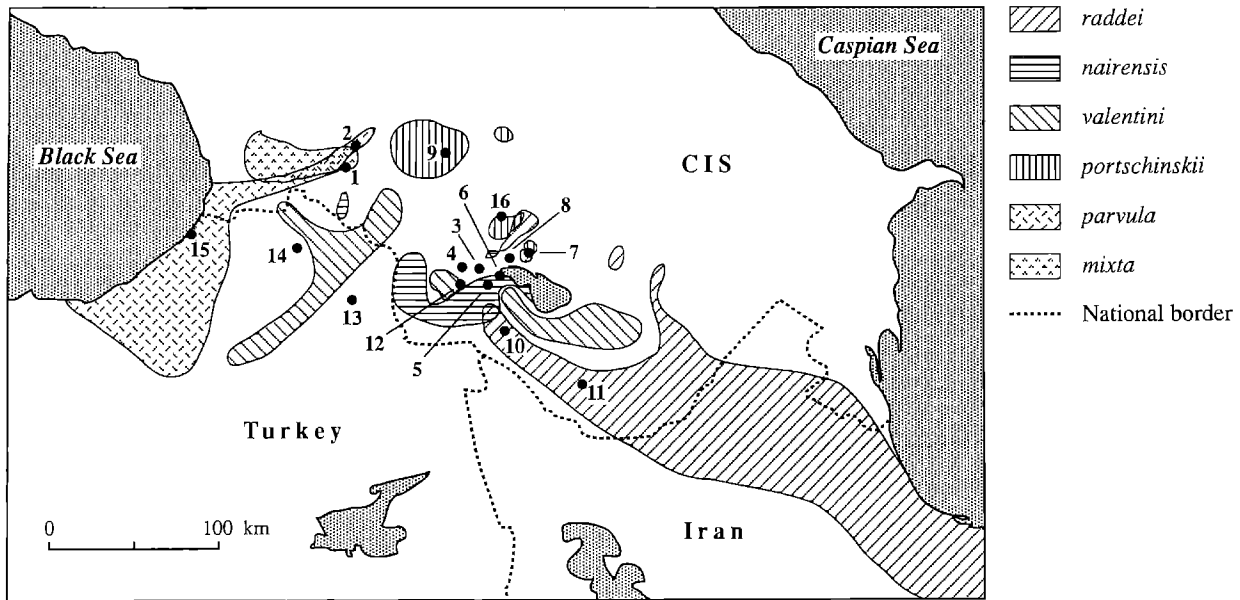 Black Sea
Caspian Sea
CIS
Turkey
Iran
2
1
9
6
16
8
3
4
7
15
14
13
12
5
10
11
0 100 km
raddei
nairensis
valentini
portschinskii
parvula
mixta
National border